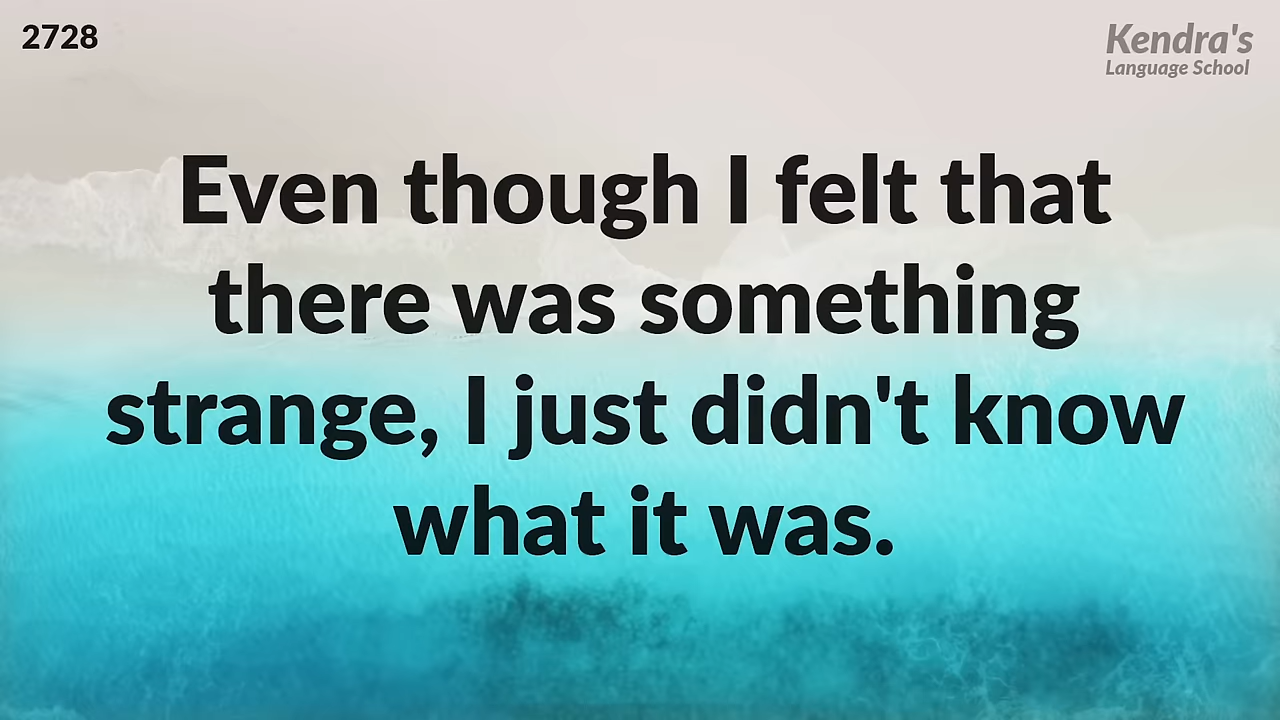 2728
Kendra's
Language School
Even though I felt that
there was something
strange, I just didn't know
what it was.